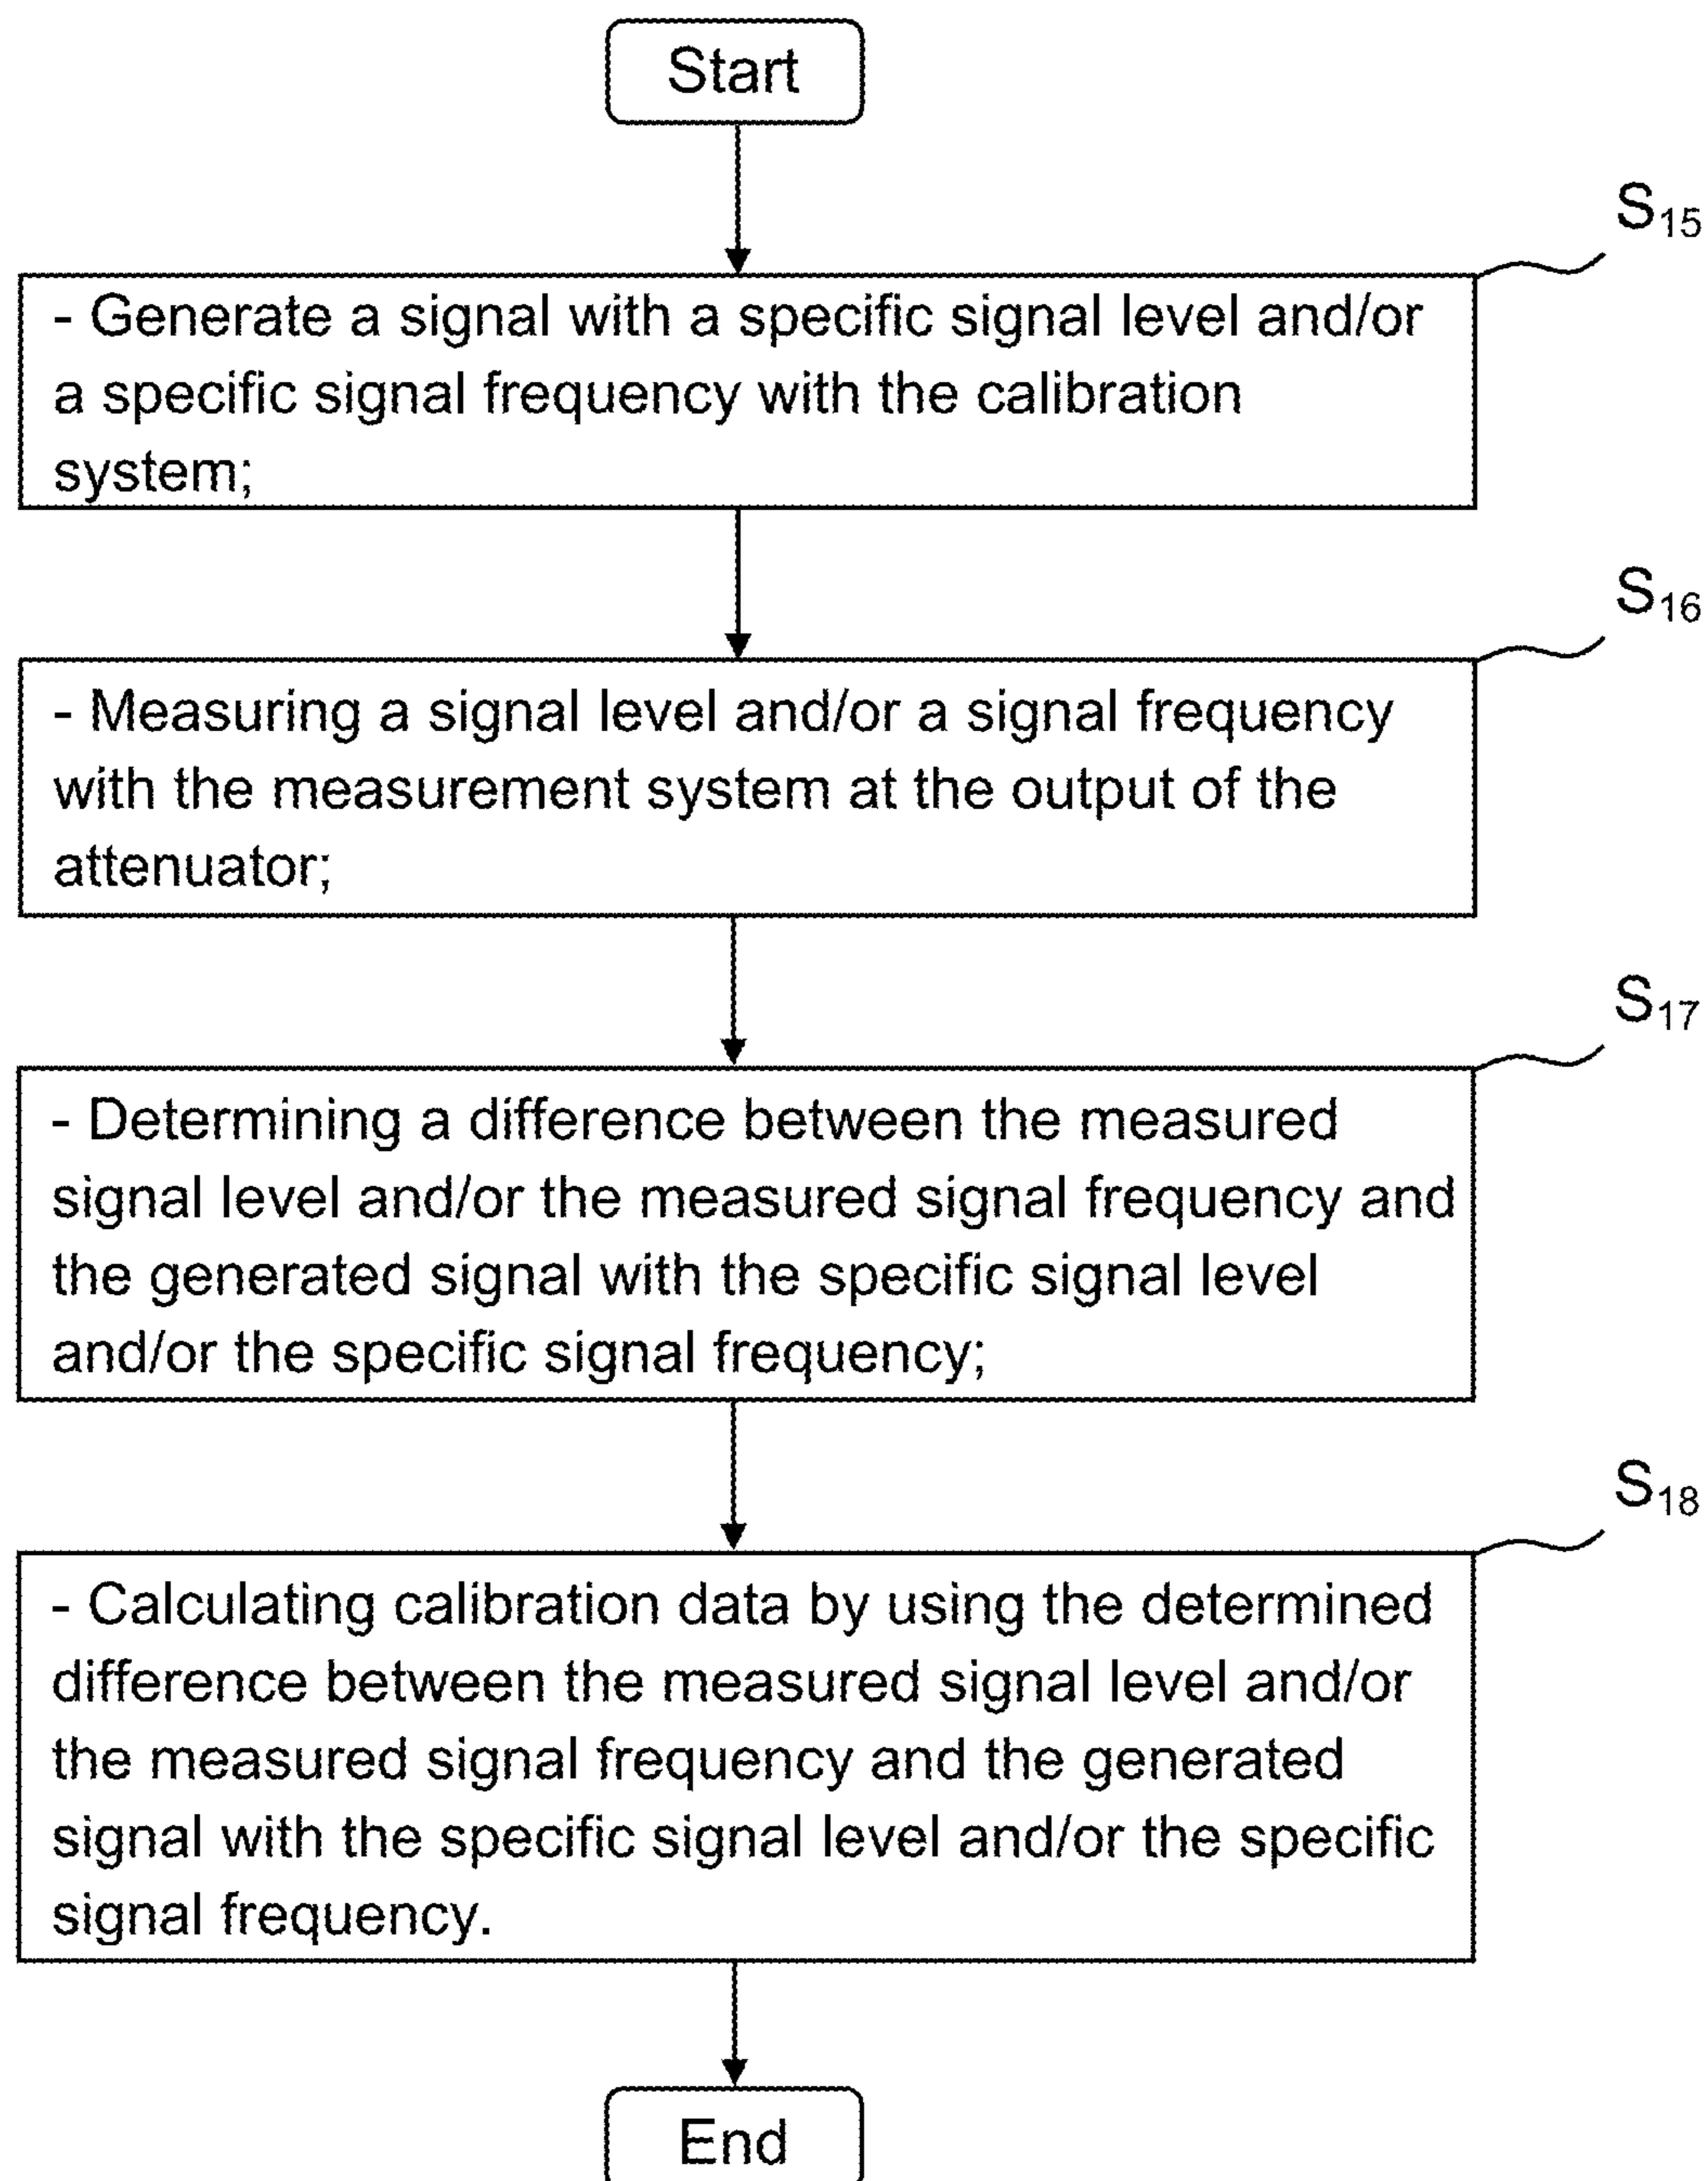 Start
S15
- Generate a signal with a specific signal level and/or
a specific signal frequency with the calibration
system;
S16
- Measuring a signal level and/or a signal frequency
with the measurement system at the output of the
attenuator;
S17
- Determining a difference between the measured
signal level and/or the measured signal frequency and
the generated signal with the specific signal level
and/or the specific signal frequency;
S18
- Calculating calibration data by using the determined
difference between the measured signal level and/or
the measured signal frequency and the generated
signal with the specific signal level and/or the specific
signal frequency.
End